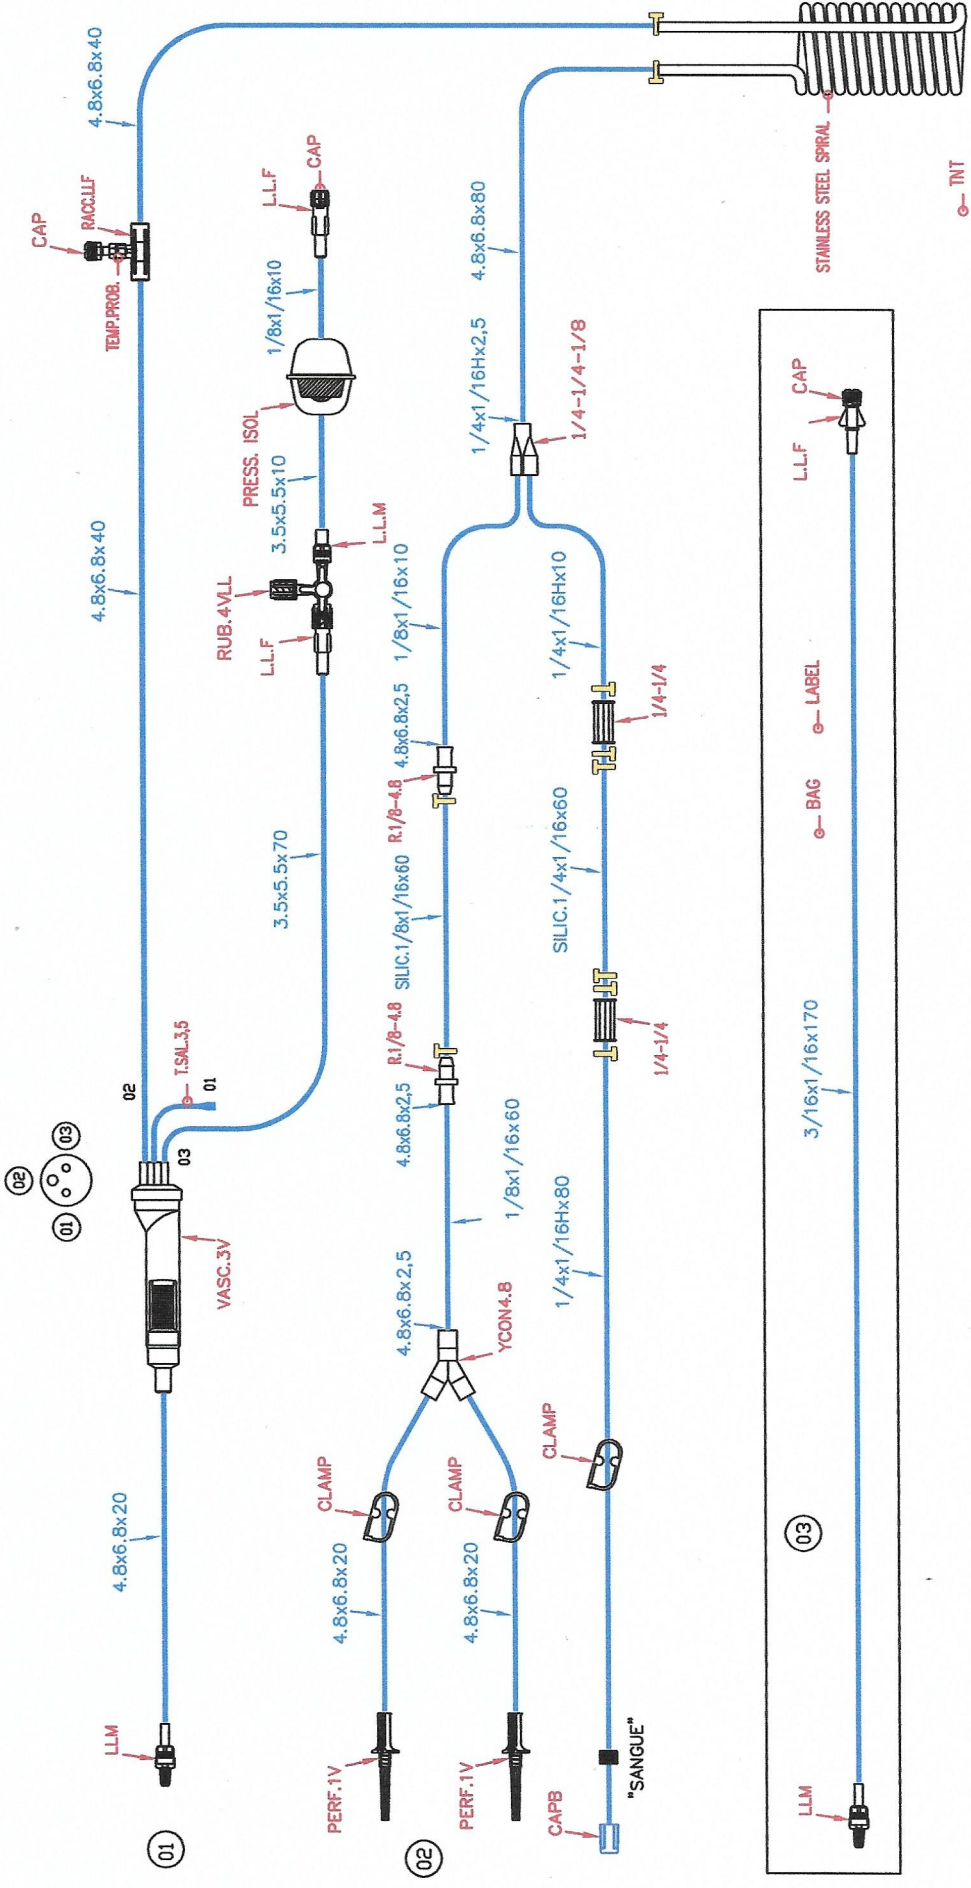 02
CAP
01
03
4.8x6.8x40
4.8x6.8x40
RACC.LLF
TEMP.PROB.
LLM
4.8x6.8x20
02
01
T.SAL.3,5
01
03
VASC.3V
RUB.4VLL
PRESS. ISOL
L.L.F
L.L.F
1/8x1/16x10
CAP
3.5x5.5x70
3.5x5.5x10
L.L.M
PERF.1V
4.8x6.8x20
CLAMP
4.8x6.8x2,5
4.8x6.8x2,5
R.1/8-4.8
SILIC.1/8x1/16x60
R.1/8-4.8
4.8x6.8x2,5
1/8x1/16x10
02
PERF.1V
4.8x6.8x20
CLAMP
YCON4.8
1/8x1/16x60
1/4x1/16Hx2,5
4.8x6.8x80
CAPB
CLAMP
1/4x1/16Hx80
SILIC.1/4x1/16x60
1/4x1/16Hx10
1/4-1/4-1/8
"SANGUE"
1/4-1/4
1/4-1/4
STAINLESS STEEL SPIRAL
03
LLM
3/16x1/16x170
BAG
LABEL
L.L.F
CAP
TNT